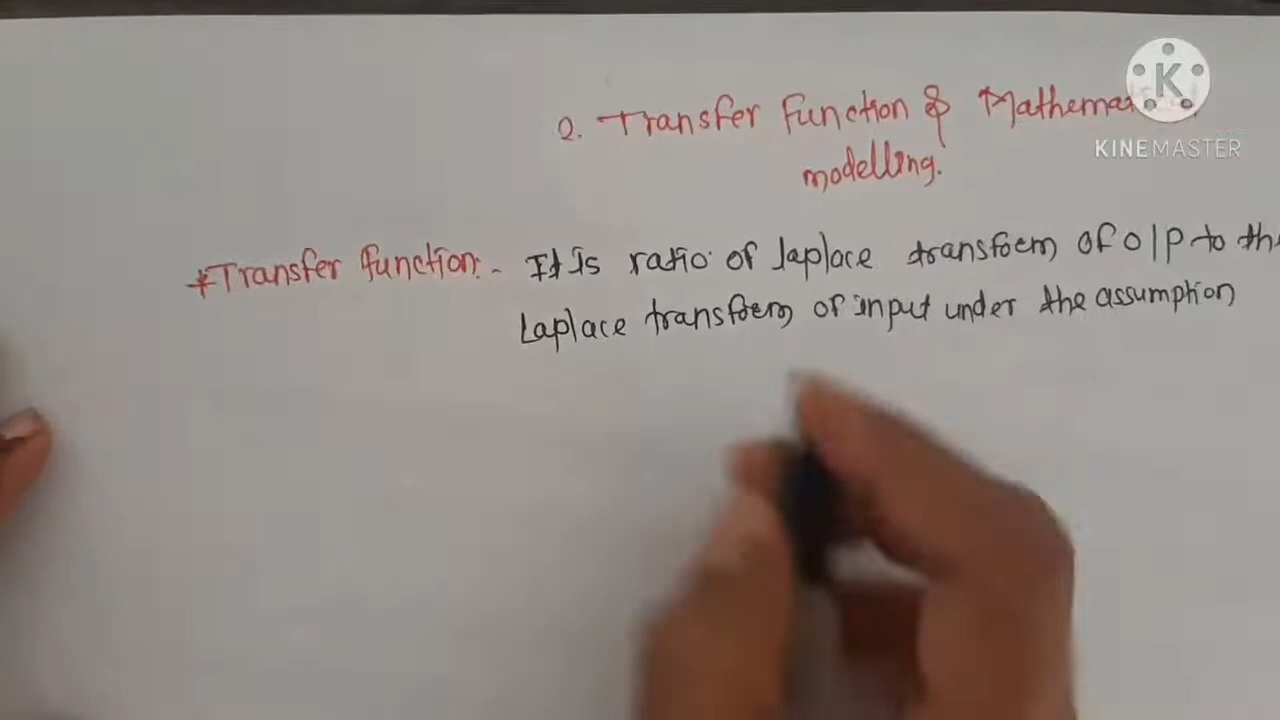 2. Transfer function & Mathema
modelling.
*Transfer function:- It is ratio of laplace transform of O/P to the
Laplace transform of input under the assumption
K
KINEMASTER